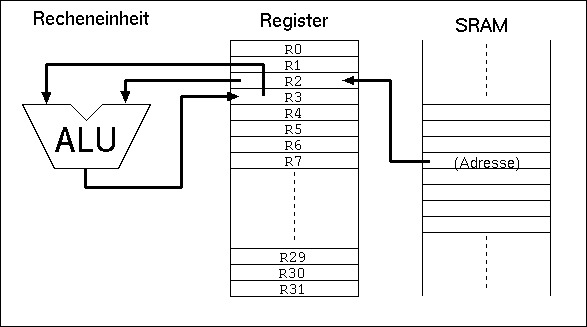 Recheneinheit
Register
SRAM
R0
R1
R2
R3
R4
R5
R6
R7
R29
R30
R31
ALU
(Adresse)